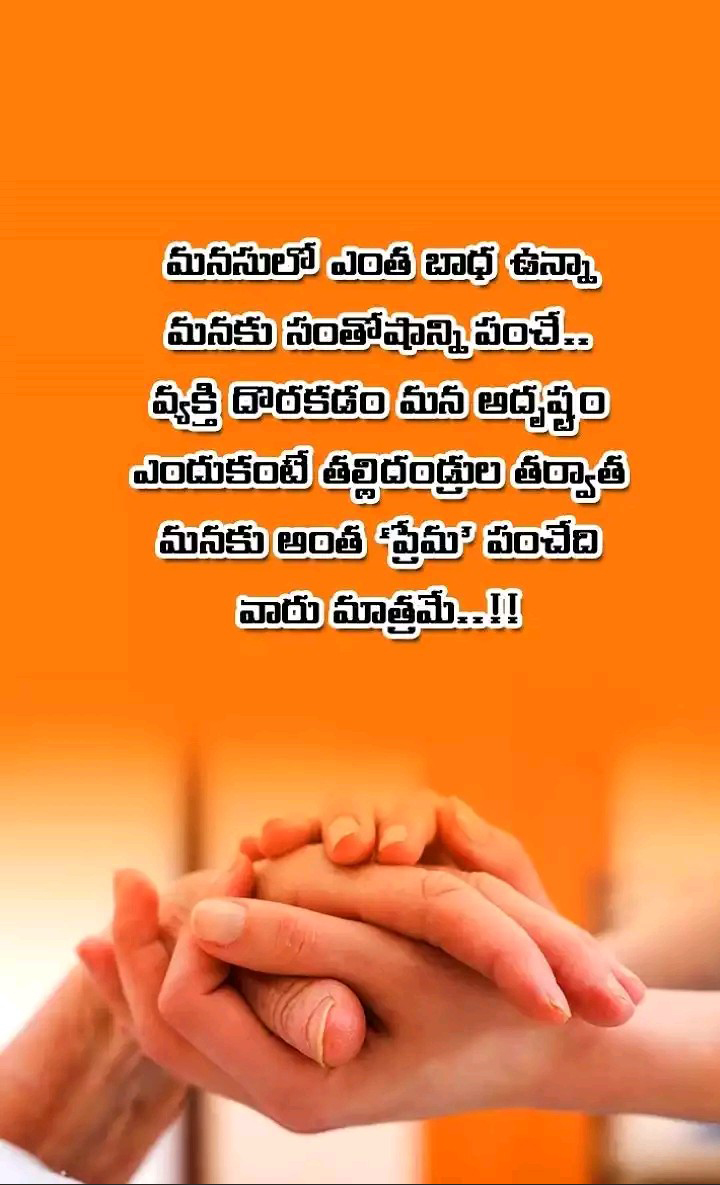 మనసులో ఎంత బాధ ఉన్నా
మనకు సంతోషాన్ని పంచే..
వ్యక్తి దొరకడం మన అదృష్టం
ఎందుకంటే తల్లిదండ్రుల తర్వాత
మనకు అంత 'ప్రేమ' పంచేది
వారు మాత్రమే..!!